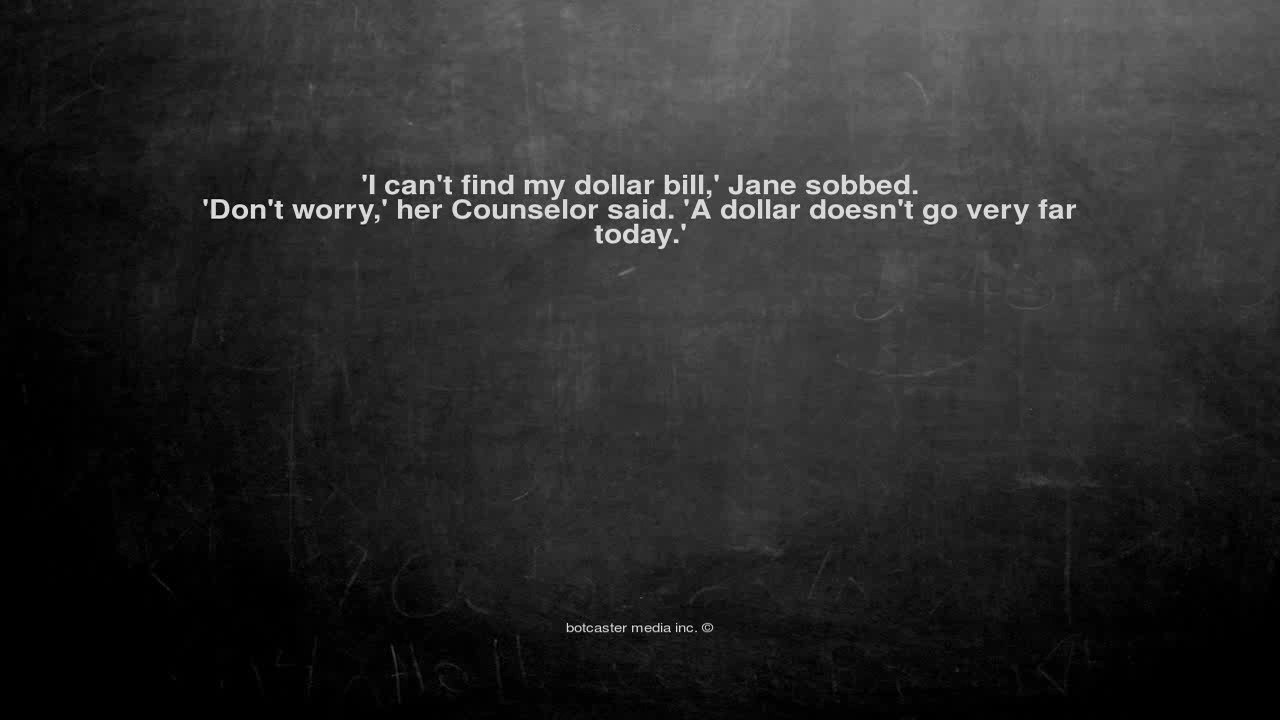 'I can't find my dollar bill,' Jane sobbed.
'Don't worry,' her Counselor said. 'A dollar doesn't go very far
today.'
botcaster media inc. ©